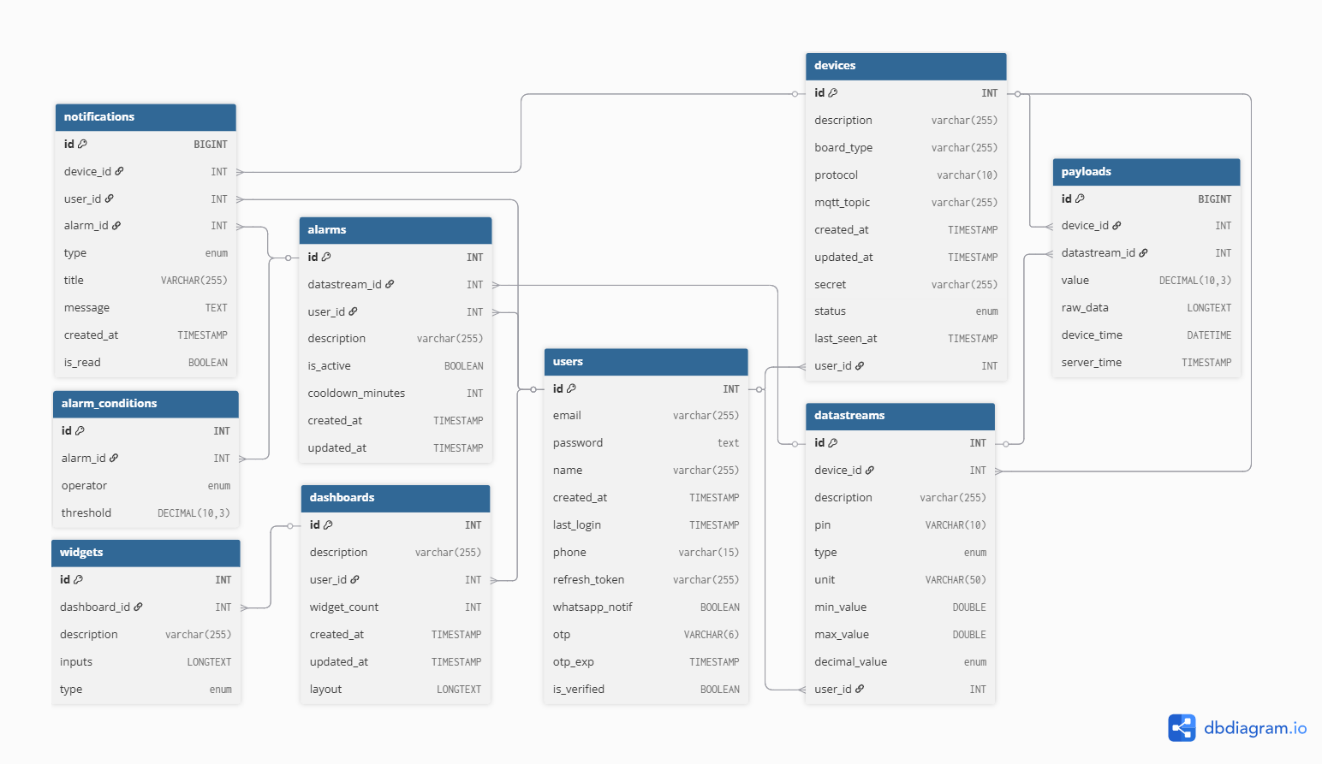 notifications
id BIGINT
device_id INT
user_id INT
alarm_id INT
type enum
title VARCHAR(255)
message TEXT
created_at TIMESTAMP
is_read BOOLEAN
alarm_conditions
id INT
alarm_id INT
operator enum
threshold DECIMAL(10,3)
widgets
id INT
dashboard_id INT
description varchar(255)
inputs LONGTEXT
type enum
alarms
id INT
datastream_id INT
user_id INT
description varchar(255)
is_active BOOLEAN
cooldown_minutes INT
created_at TIMESTAMP
updated_at TIMESTAMP
dashboards
id INT
description varchar(255)
user_id INT
widget_count INT
created_at TIMESTAMP
updated_at TIMESTAMP
layout LONGTEXT
users
id INT
email varchar(255)
password text
name varchar(255)
created_at TIMESTAMP
last_login TIMESTAMP
phone varchar(15)
refresh_token varchar(255)
whatsapp_notif BOOLEAN
otp VARCHAR(6)
otp_exp TIMESTAMP
is_verified BOOLEAN
devices
id INT
description varchar(255)
board_type varchar(255)
protocol varchar(10)
mqtt_topic varchar(255)
created_at TIMESTAMP
updated_at TIMESTAMP
secret varchar(255)
status enum
last_seen_at TIMESTAMP
user_id INT
datastreams
id INT
device_id INT
description varchar(255)
pin VARCHAR(10)
type enum
unit VARCHAR(50)
min_value DOUBLE
max_value DOUBLE
decimal_value enum
user_id INT
payloads
id BIGINT
device_id INT
datastream_id INT
value DECIMAL(10,3)
raw_data LONGTEXT
device_time DATETIME
server_time TIMESTAMP
dbdiagram.io